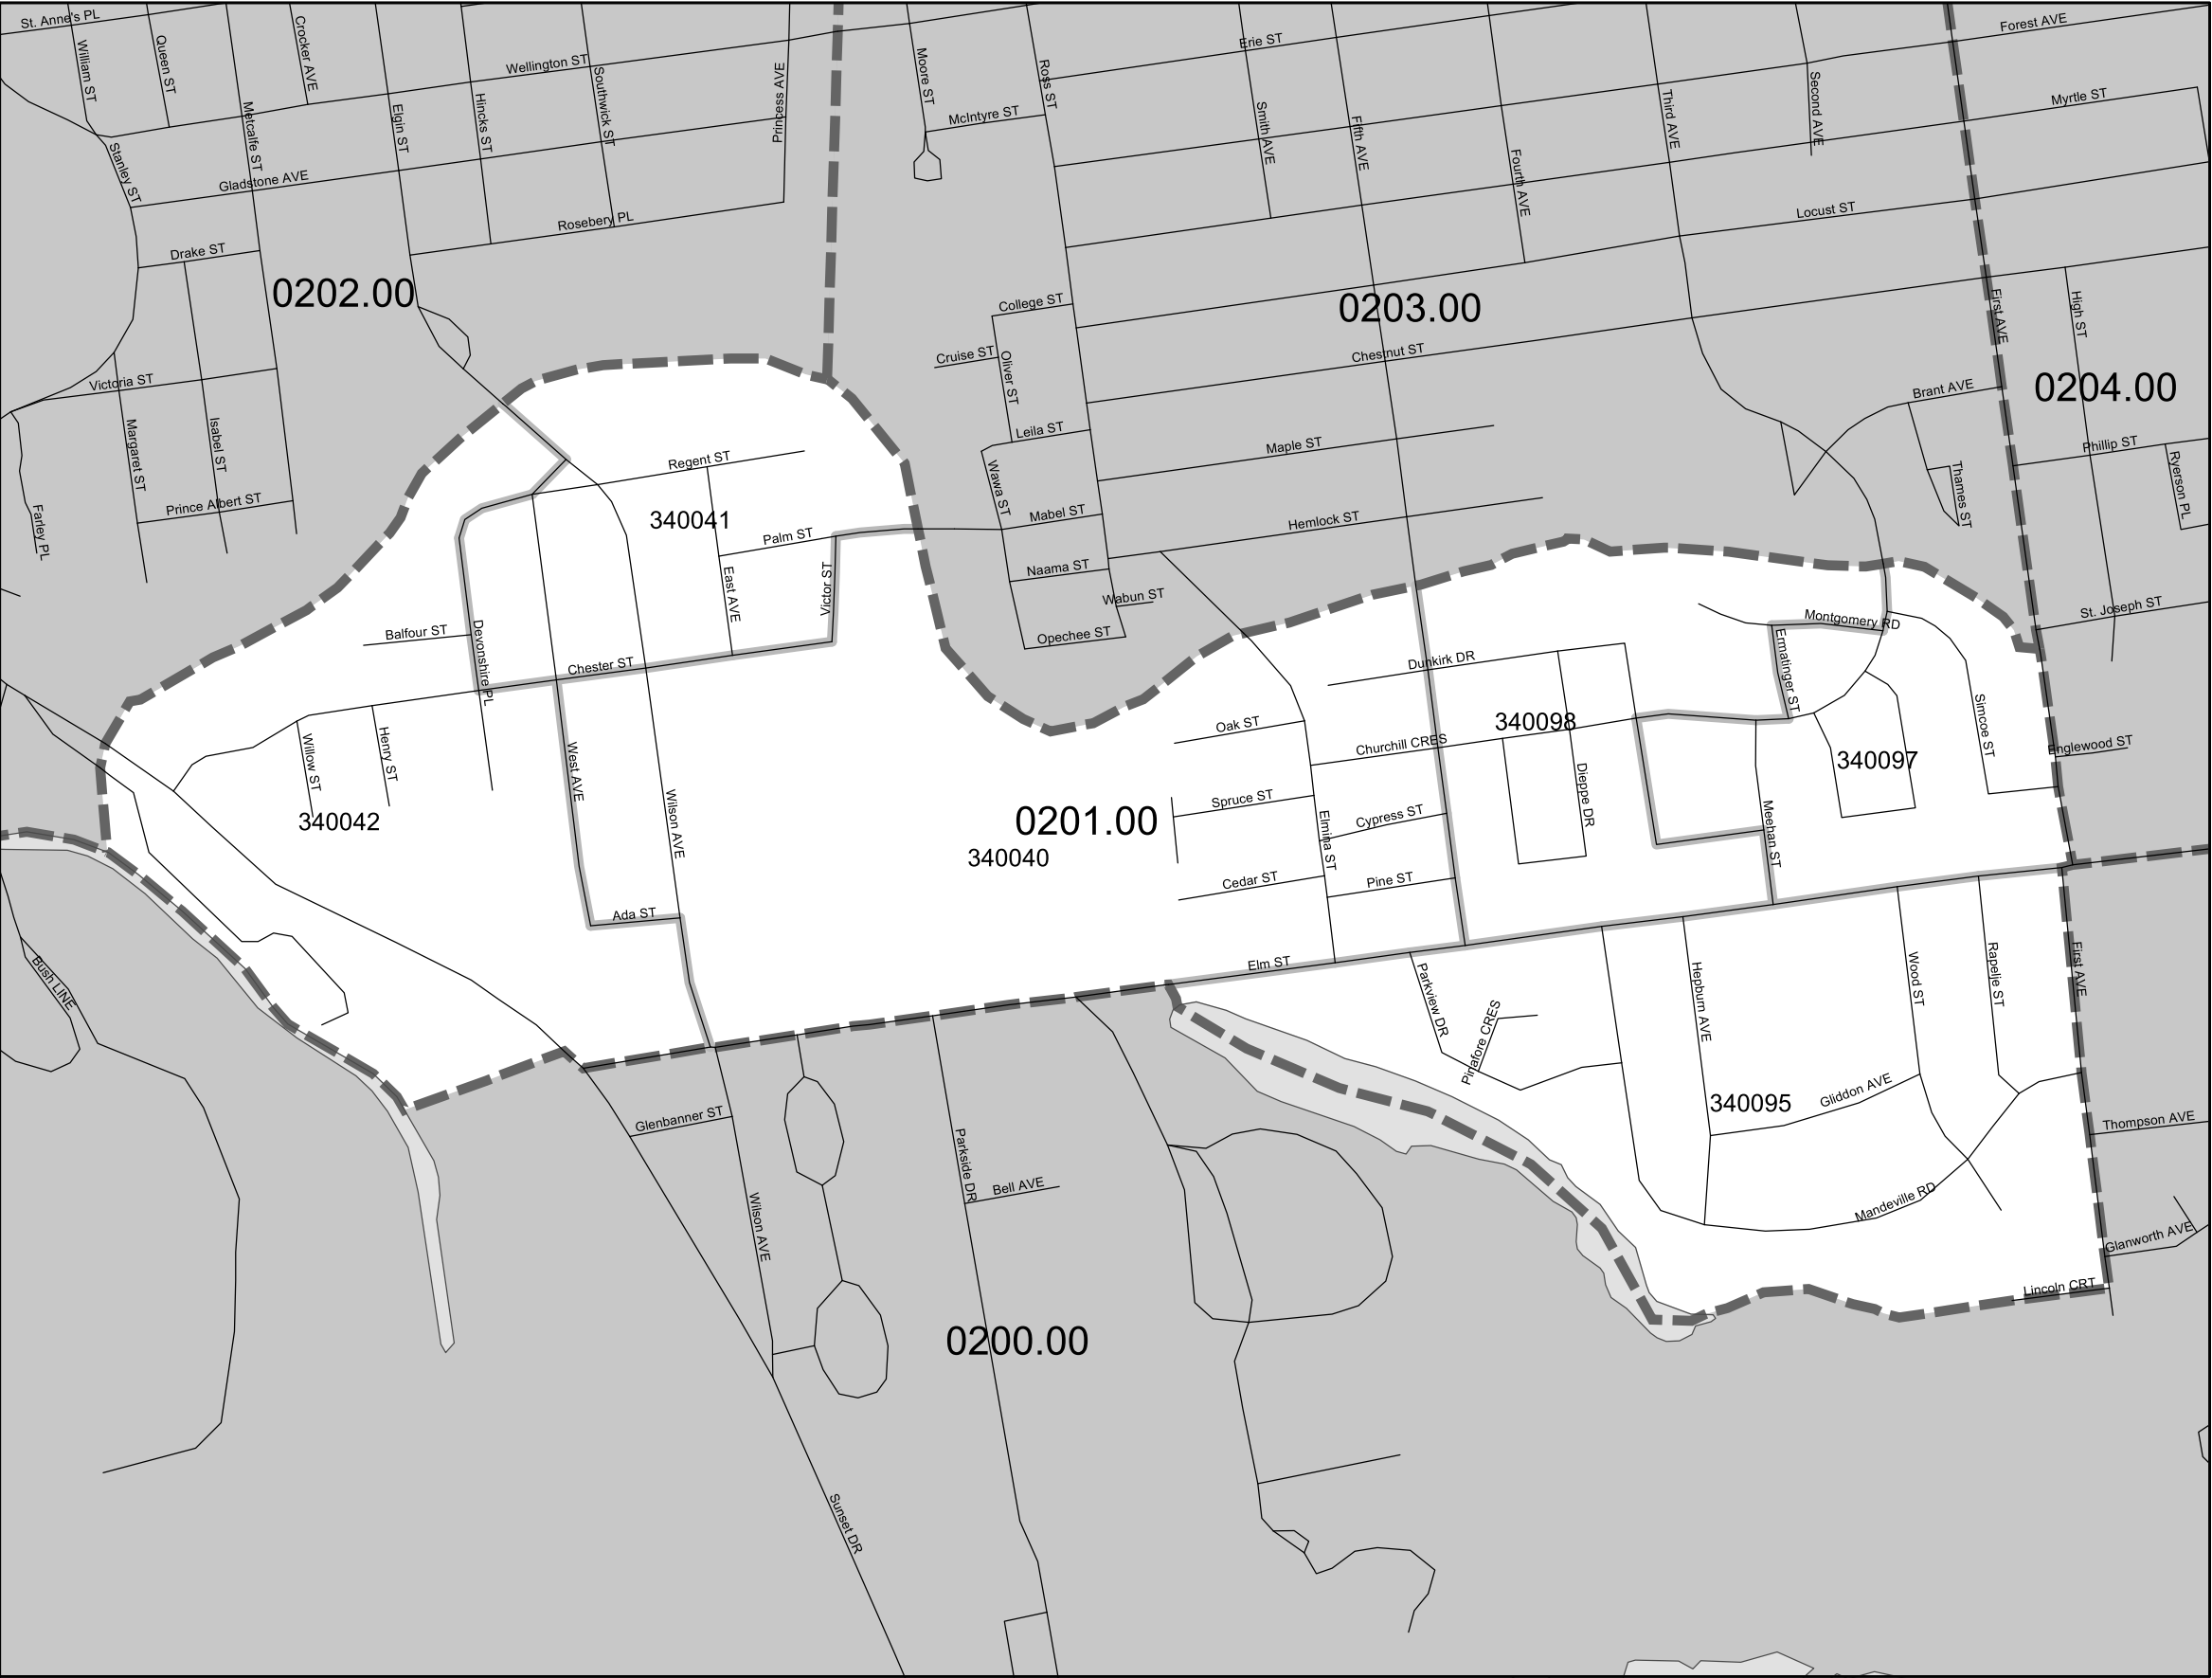 St. Anne's PL
William ST
Queen ST
Crocker AVE
Wellington ST
Southwick ST
Princess AVE
Moore ST
Ross ST
Erie ST
Forest AVE
Metcalfe ST
Elgin ST
Hincks ST
McIntyre ST
Smith AVE
Fifth AVE
Third AVE
Second AVE
Myrtle ST
Stanley ST
Gladstone AVE
Rosebery PL
Fourth AVE
Locust ST
Drake ST
0202.00
College ST
0203.00
First AVE
High ST
Cruise ST
Oliver ST
Chestnut ST
Victoria ST
Brant AVE
0204.00
Margaret ST
Isabel ST
Leila ST
Maple ST
Phillip ST
Regent ST
Wawa ST
Thames ST
Ryerson PL
Farley PL
Prince Albert ST
340041
Palm ST
Mabel ST
Hemlock ST
East AVE
Victor ST
Naama ST
Wabun ST
St. Joseph ST
Balfour ST
Devonshire PL
Chester ST
Opechee ST
Montgomery RD
Dunkirk DR
Ermatinger ST
Willow ST
Henry ST
West AVE
Wilson AVE
Oak ST
Churchill CRES
340098
Simcoe ST
Englewood ST
340042
0201.00
340040
Spruce ST
Elmina ST
Cypress ST
Dieppe DR
340097
Meehan ST
Cedar ST
Pine ST
Ada ST
Elm ST
Bush LINE
Parkview DR
Pinafore CRES
Hepburn AVE
Wood ST
Rapelje ST
First AVE
340095
Gliddon AVE
Glenbanner ST
Thompson AVE
Parkside DR
Bell AVE
Wilson AVE
Mandeville RD
Glanworth AVE
Lincoln CRT
0200.00
Sunset DR